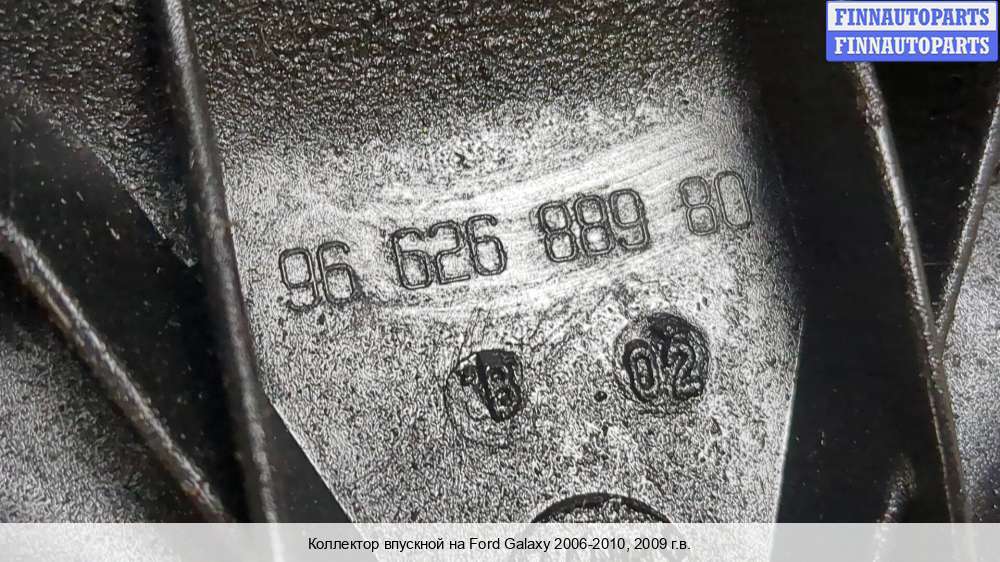 FINNAUTOPARTS
FINNAUTOPARTS
96 626 889 80
02
Коллектор впускной на Ford Galaxy 2006-2010, 2009 г.в.